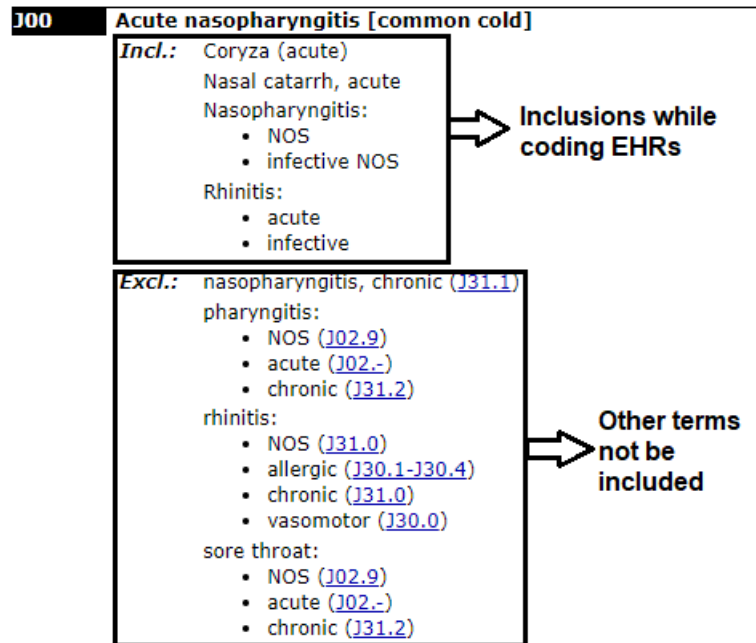 J00 Acute nasopharyngitis [common cold]
Incl.: Coryza (acute)
Nasal catarrh, acute
Nasopharyngitis:
• NOS
• infective NOS
Rhinitis:
• acute
• infective
Inclusions while
coding EHRs
Excl.: nasopharyngitis, chronic (J31.1)
pharyngitis:
• NOS (J02.9)
• acute (J02.-)
• chronic (J31.2)
rhinitis:
• NOS (J31.0)
• allergic (J30.1-J30.4)
• chronic (J31.0)
• vasomotor (J30.0)
sore throat:
• NOS (J02.9)
• acute (J02.-)
• chronic (J31.2)
Other terms
not be
included